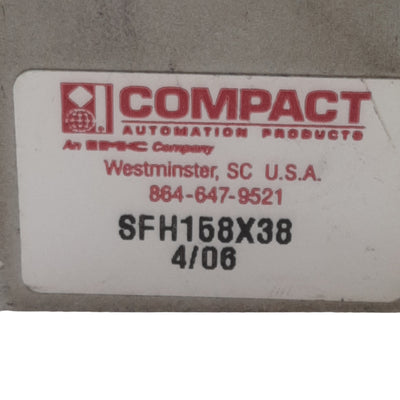 COMPACT
AUTOMATION PRODUCTS
An IMC Company
Westminster, SC U.S.A.
864-647-9521
SFH158X38
4/06